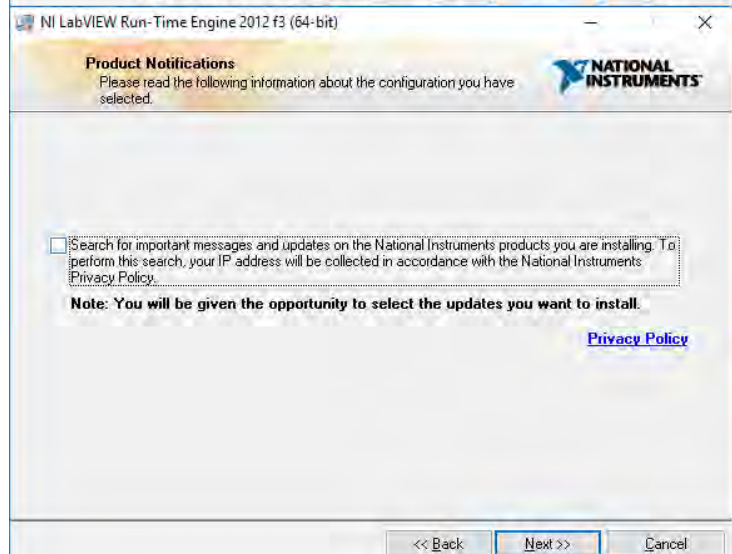 NI LabVIEW Run-Time Engine 2012 f3 (64-bit)
Product Notifications
Please read the following information about the configuration you have
selected.
NATIONAL
INSTRUMENTS
Search for important messages and updates on the National Instruments products you are installing. To
perform this search, your IP address will be collected in accordance with the National Instruments
Privacy Policy.
Note: You will be given the opportunity to select the updates you want to install.
Privacy Policy
<< Back Next >> Cancel